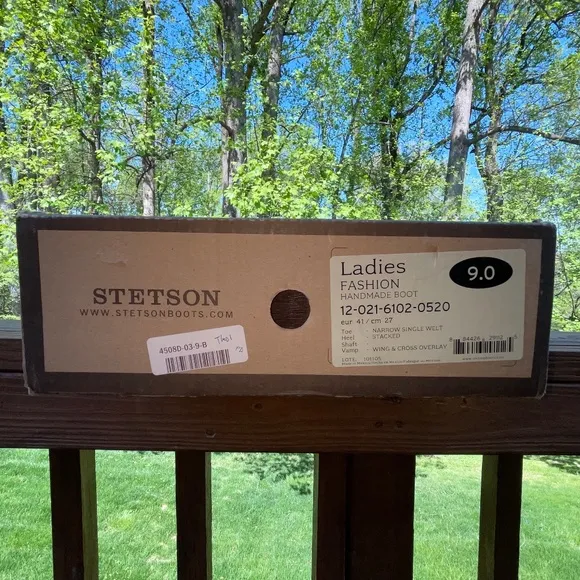 STETSON
WWW.STETSONBOOTS.COM
4508D-03-9-B Thol
Ladies
9.0
FASHION
HANDMADE BOOT
12-021-6102-0520
eur 41/cm 27
Toe - NARROW SINGLE WELT
Heel - STACKED
Shaft -
Vamp - WING & CROSS OVERLAY